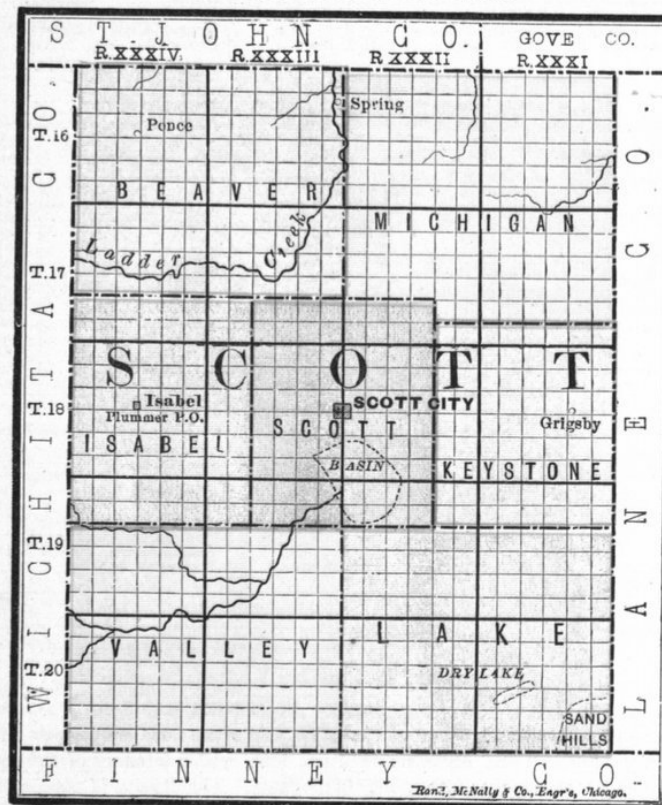 ST. JOHN CO. GOVE CO.
R.XXXIV. R.XXXIII R.XXXII R.XXXI
Spring
T.16
Ponce
BEAVER
MICHIGAN
Ladder Creek
T.17
SCOTT
Isabel
SCOTT CITY
T.18
Plummer P.O.
Grigsby
SCOTT
ISABEL
BASIN
KEYSTONE
T.19
LAKE
VALLEY
T.20
DRY LAKE
SAND
HILLS
WICHITA CO
LANE CO.
FINNEY CO.
Rand, McNally & Co., Engr's, Chicago.